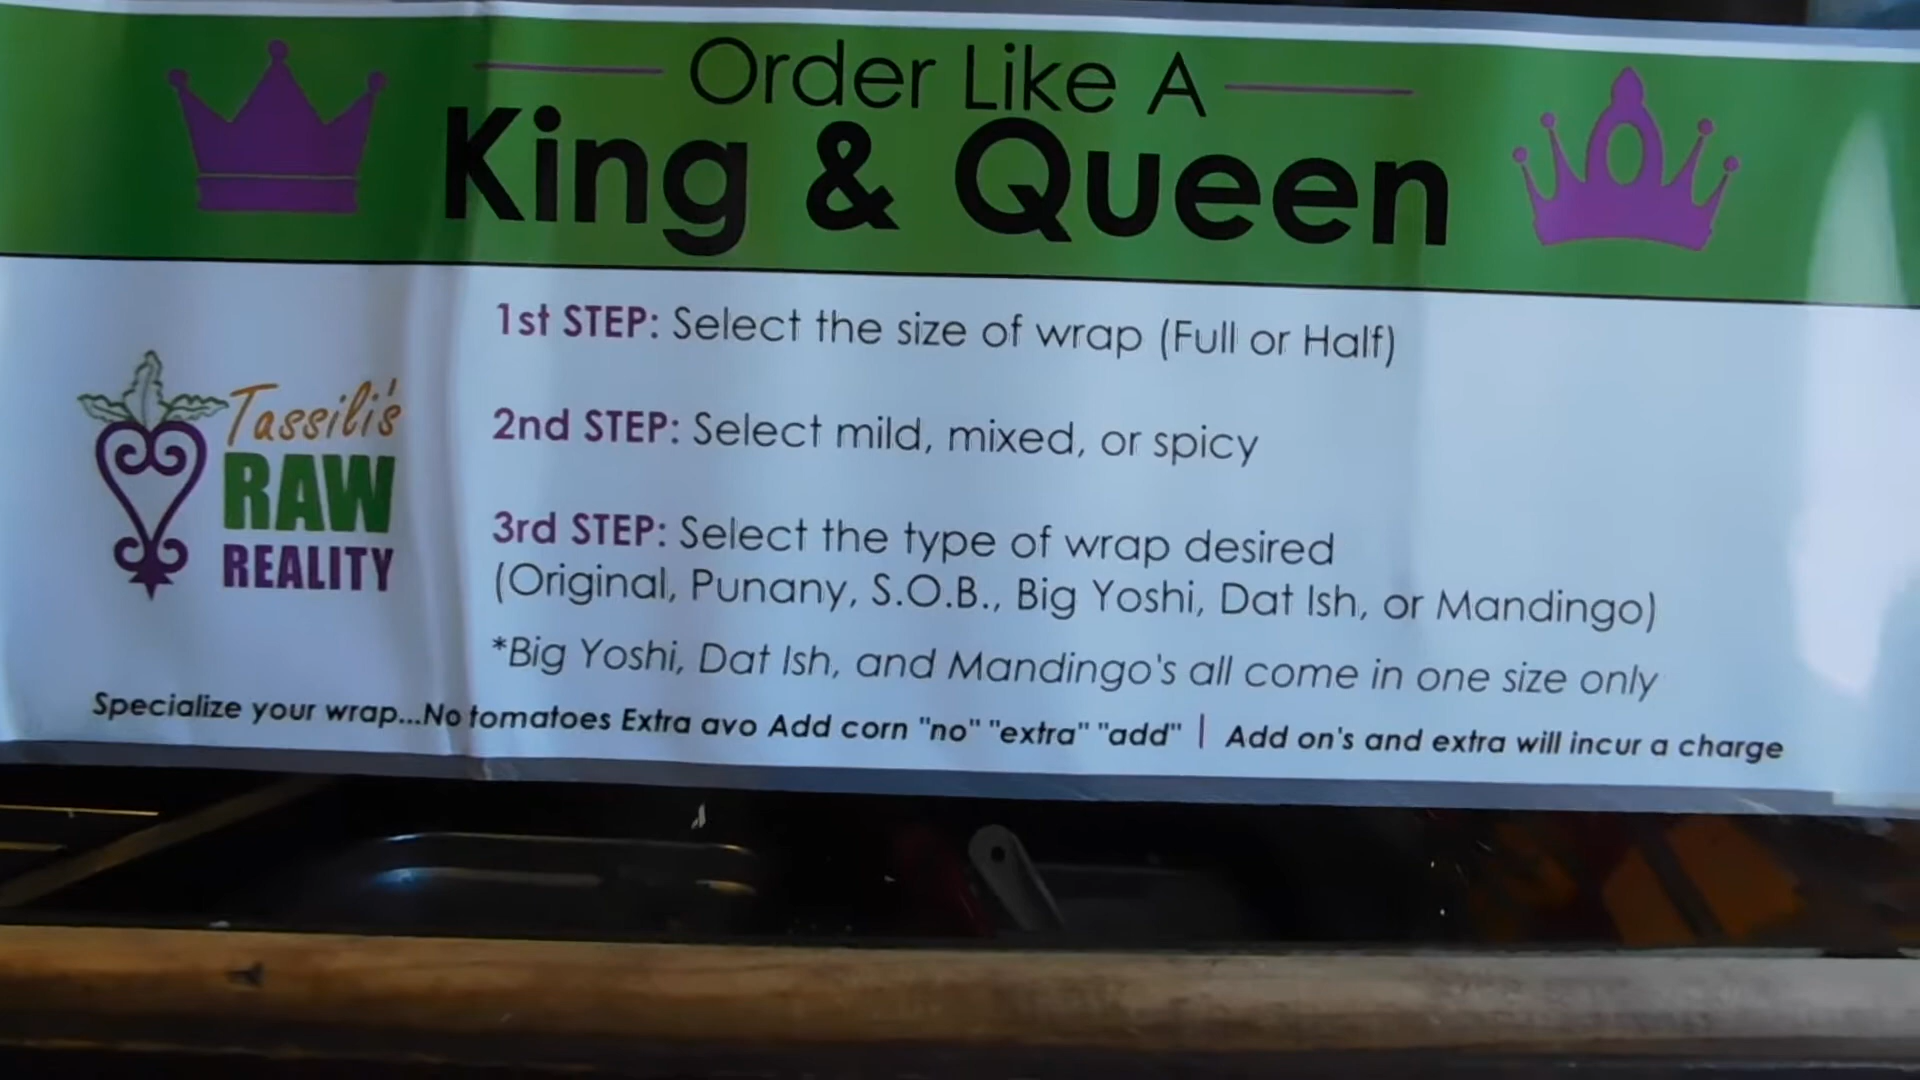 Order Like A
King & Queen
1st STEP: Select the size of wrap (Full or Half)
2nd STEP: Select mild, mixed, or spicy
3rd STEP: Select the type of wrap desired
(Original, Punany, S.O.B., Big Yoshi, Dat Ish, or Mandingo)
*Big Yoshi, Dat Ish, and Mandingo's all come in one size only
Tassili's
RAW
REALITY
Specialize your wrap...No tomatoes Extra avo Add corn "no" "extra" "add" | Add on's and extra will incur a charge